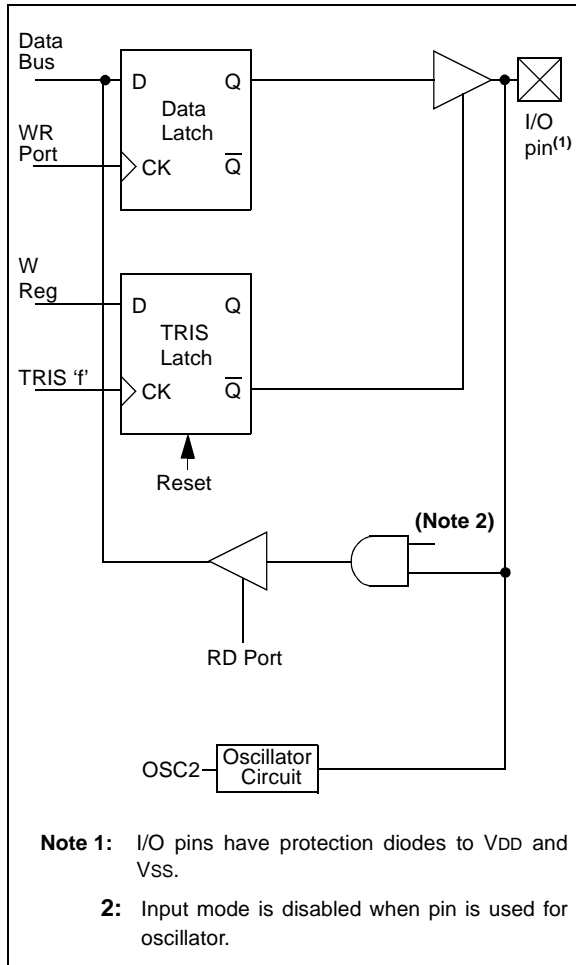 Data
Bus
D
Q
Data
Latch
I/O
pin(1)
WR
Port
CK
Q
W
Reg
D
Q
TRIS
Latch
TRIS 'f'
CK
Q
Reset
(Note 2)
RD Port
OSC2
Oscillator
Circuit
Note 1: I/O pins have protection diodes to VDD and
VSS.
2: Input mode is disabled when pin is used for
oscillator.